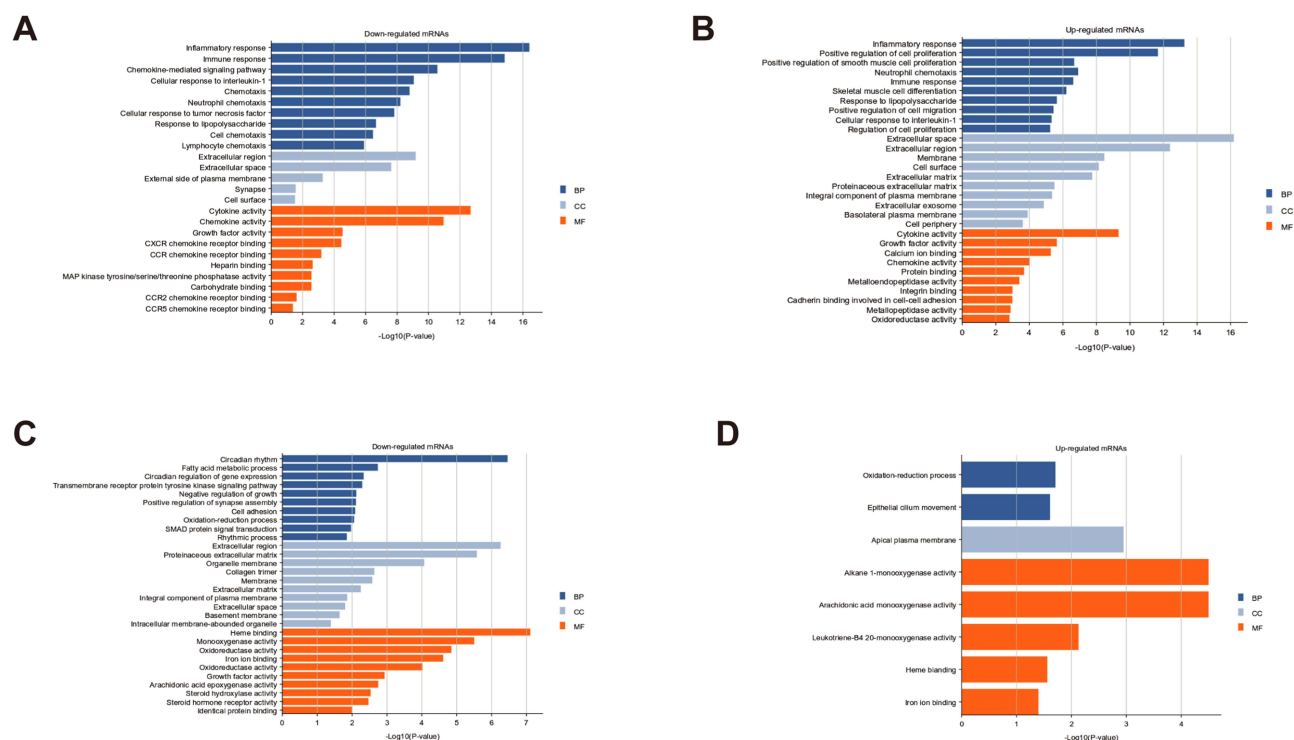 A
Down-regulated mRNAs
Inflammatory response
Immune response
Chemokine-mediated signaling pathway
Cellular response to interleukin-1
Chemotaxis
Neutrophil chemotaxis
Cellular response to tumor necrosis factor
Response to lipopolysaccharide
Cell chemotaxis
Lymphocyte chemotaxis
Extracellular region
Extracellular space
External side of plasma membrane
Synapse
Cell surface
Cytokine activity
Chemokine activity
Growth factor activity
CXCR chemokine receptor binding
CCR chemokine receptor binding
Heparin binding
MAP kinase tyrosine/serine/threonine phosphatase activity
Carbohydrate binding
CCR2 chemokine receptor binding
CCR5 chemokine receptor binding
0 2 4 6 8 10 12 14 16
-Log10(P-value)
BP
CC
MF
B
Up-regulated mRNAs
Inflammatory response
Positive regulation of cell proliferation
Positive regulation of smooth muscle cell proliferation
Neutrophil chemotaxis
Immune response
Skeletal muscle cell differentiation
Response to lipopolysaccharide
Positive regulation of cell migration
Cellular response to interleukin-1
Regulation of cell proliferation
Extracellular space
Extracellular region
Membrane
Cell surface
Extracellular matrix
Proteinaceous extracellular matrix
Integral component of plasma membrane
Extracellular exosome
Basolateral plasma membrane
Cell periphery
Cytokine activity
Growth factor activity
Calcium ion binding
Chemokine activity
Protein binding
Metalloendopeptidase activity
Integrin binding
Cadherin binding involved in cell-cell adhesion
Metallopeptidase activity
Oxidoreductase activity
0 2 4 6 8 10 12 14 16
-Log10(P-value)
BP
CC
MF
C
Down-regulated mRNAs
Circadian rhythm
Fatty acid metabolic process
Circadian regulation of gene expression
Transmembrane receptor protein tyrosine kinase signaling pathway
Negative regulation of growth
Positive regulation of synapse assembly
Cell adhesion
Oxidation-reduction process
SMAD protein signal transduction
Rhythmic process
Extracellular region
Proteinaceous extracellular matrix
Organelle membrane
Collagen trimer
Membrane
Extracellular matrix
Integral component of plasma membrane
Extracellular space
Basement membrane
Intracellular membrane-abounded organelle
Heme binding
Monooxygenase activity
Oxidoreductase activity
Iron ion binding
Oxidoreductase activity
Growth factor activity
Arachidonic acid epoxygenase activity
Steroid hydroxylase activity
Steroid hormone receptor activity
Identical protein binding
0 1 2 3 4 5 6 7
-Log10(P-value)
BP
CC
MF
D
Up-regulated mRNAs
Oxidation-reduction process
Epithelial cilium movement
Apical plasma membrane
Alkane 1-monooxygenase activity
Arachidonic acid monooxygenase activity
Leukotriene-B4 20-monooxygenase activity
Heme bianding
Iron ion binding
0 1 2 3 4
-Log10(P-value)
BP
CC
MF